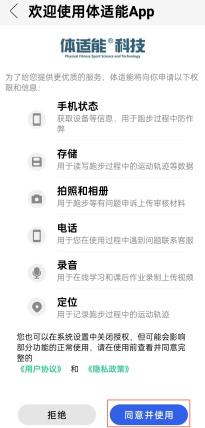 欢迎使用体适能App
体适能®科技
Physical Fitness Sport Science and Technology
为了给您提供更优质的服务，体适能将向你申请以下权
限和信息：
手机状态
获取设备等信息，用于跑步过程中防作
弊
存储
用于读写跑步过程中的运动轨迹等数据
拍照和相册
用于跑步等有问题申诉上传审核材料
电话
用于您在使用过程中遇到问题联系客服
录音
用于在线学习和课后作业录制上传视频
定位
用于记录跑步过程中的运动轨迹
您也可以在系统设置中关闭授权，但可能会影响
部分功能的正常使用，请在使用前查看并同意完
整的
《用户协议》 和 《隐私政策》
拒绝
同意并使用